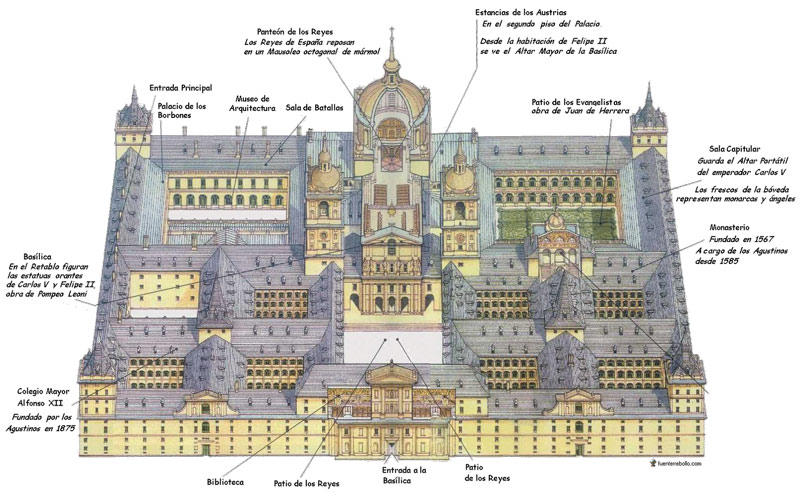 Estancias de los Austrias
En el segundo piso del Palacio.
Desde la habitación de Felipe II
se ve el Altar Mayor de la Basílica
Panteón de los Reyes
Los Reyes de España reposan
en un Mausoleo octogonal de mármol
Entrada Principal
Palacio de los
Borbones
Museo de
Arquitectura
Sala de Batallas
Patio de los Evangelistas
obra de Juan de Herrera
Sala Capitular
Guarda el Altar Portátil
del emperador Carlos V
Los frescos de la bóveda
representan monarcas y ángeles
Monasterio
Fundado en 1567
A cargo de los Agustinos
desde 1585
Basílica
En el Retablo figuran
las estatuas orantes
de Carlos V y Felipe II,
obra de Pompeo Leoni
Colegio Mayor
Alfonso XII
Fundado por los
Agustinos en 1875
Biblioteca
Patio de los Reyes
Entrada a la
Basílica
Patio
de los Reyes
fuenterrebollo.com